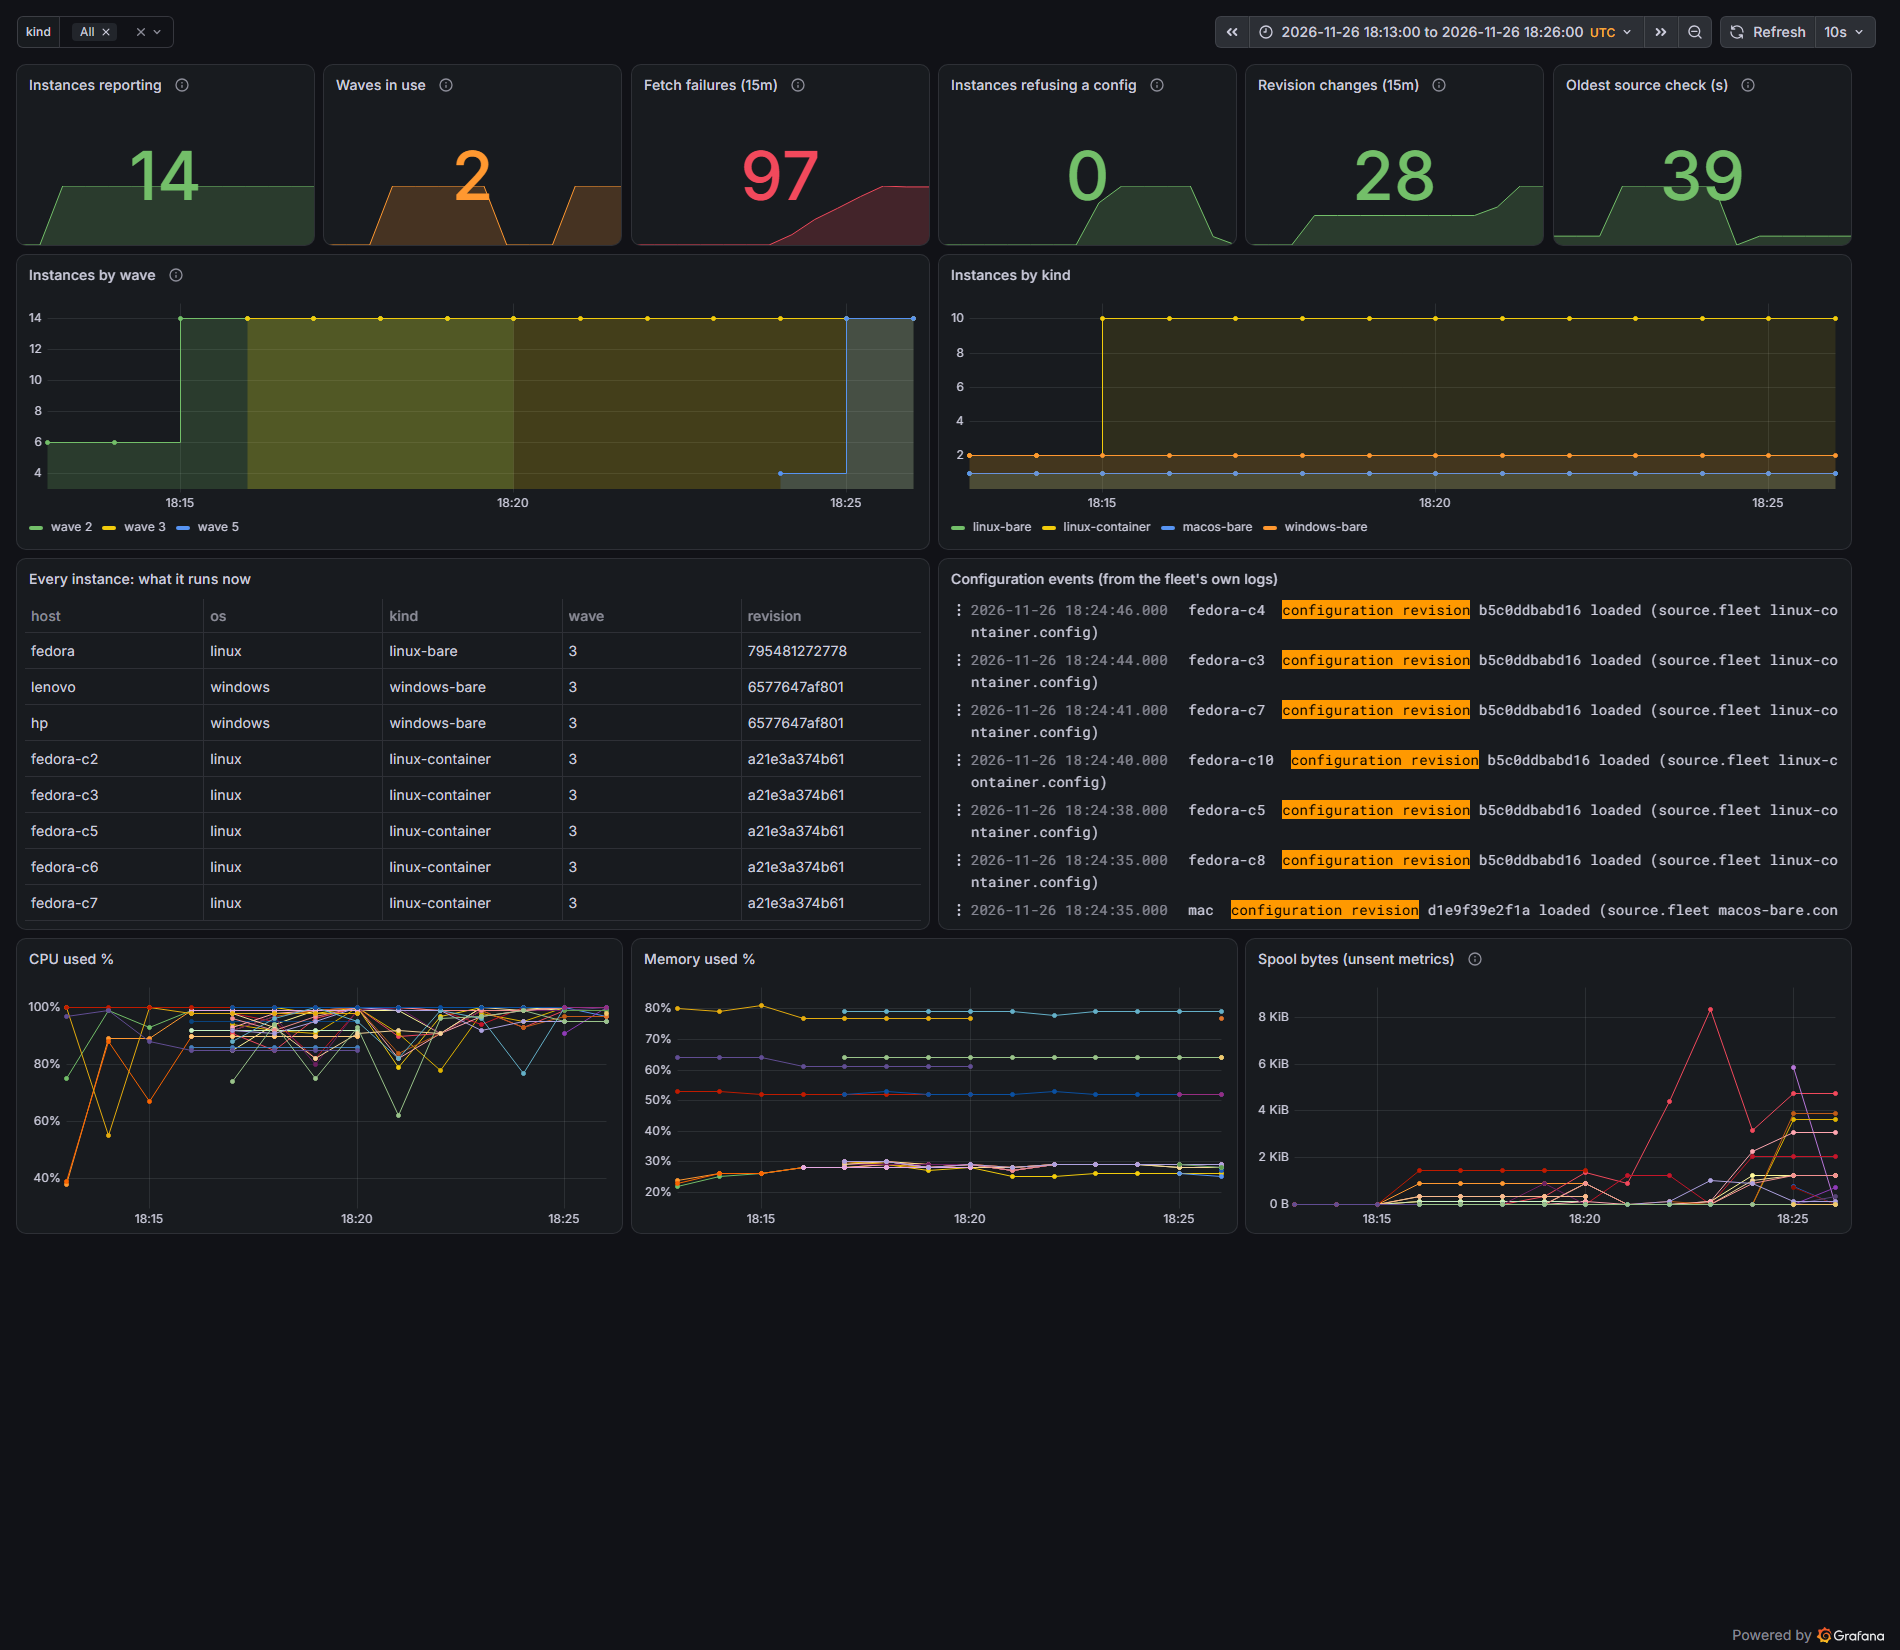 kind All
2026-11-26 18:13:00 to 2026-11-26 18:26:00 UTC Refresh 10s
Instances reporting
14
Waves in use
2
Fetch failures (15m)
97
Instances refusing a config
0
Revision changes (15m)
28
Oldest source check (s)
39
Instances by wave
14
12
10
8
6
4
18:15 18:20 18:25
wave 2 wave 3 wave 5
Instances by kind
10
8
6
4
2
18:15 18:20 18:25
linux-bare linux-container macos-bare windows-bare
Every instance: what it runs now
host os kind wave revision
fedora linux linux-bare 3 795481272778
lenovo windows windows-bare 3 6577647af801
hp windows windows-bare 3 6577647af801
fedora-c2 linux linux-container 3 a21e3a374b61
fedora-c3 linux linux-container 3 a21e3a374b61
fedora-c5 linux linux-container 3 a21e3a374b61
fedora-c6 linux linux-container 3 a21e3a374b61
fedora-c7 linux linux-container 3 a21e3a374b61
Configuration events (from the fleet's own logs)
2026-11-26 18:24:46.000 fedora-c4 configuration revision b5c0ddbabd16 loaded (source.fleet linux-co
ntainer.config)
2026-11-26 18:24:44.000 fedora-c3 configuration revision b5c0ddbabd16 loaded (source.fleet linux-co
ntainer.config)
2026-11-26 18:24:41.000 fedora-c7 configuration revision b5c0ddbabd16 loaded (source.fleet linux-co
ntainer.config)
2026-11-26 18:24:40.000 fedora-c10 configuration revision b5c0ddbabd16 loaded (source.fleet linux-c
ontainer.config)
2026-11-26 18:24:38.000 fedora-c5 configuration revision b5c0ddbabd16 loaded (source.fleet linux-co
ntainer.config)
2026-11-26 18:24:35.000 fedora-c8 configuration revision b5c0ddbabd16 loaded (source.fleet linux-co
ntainer.config)
2026-11-26 18:24:35.000 mac configuration revision d1e9f39e2f1a loaded (source.fleet macos-bare.con
CPU used %
100%
80%
60%
40%
18:15 18:20 18:25
Memory used %
80%
70%
60%
50%
40%
30%
20%
18:15 18:20 18:25
Spool bytes (unsent metrics)
8 KiB
6 KiB
4 KiB
2 KiB
0 B
18:15 18:20 18:25
Powered by Grafana